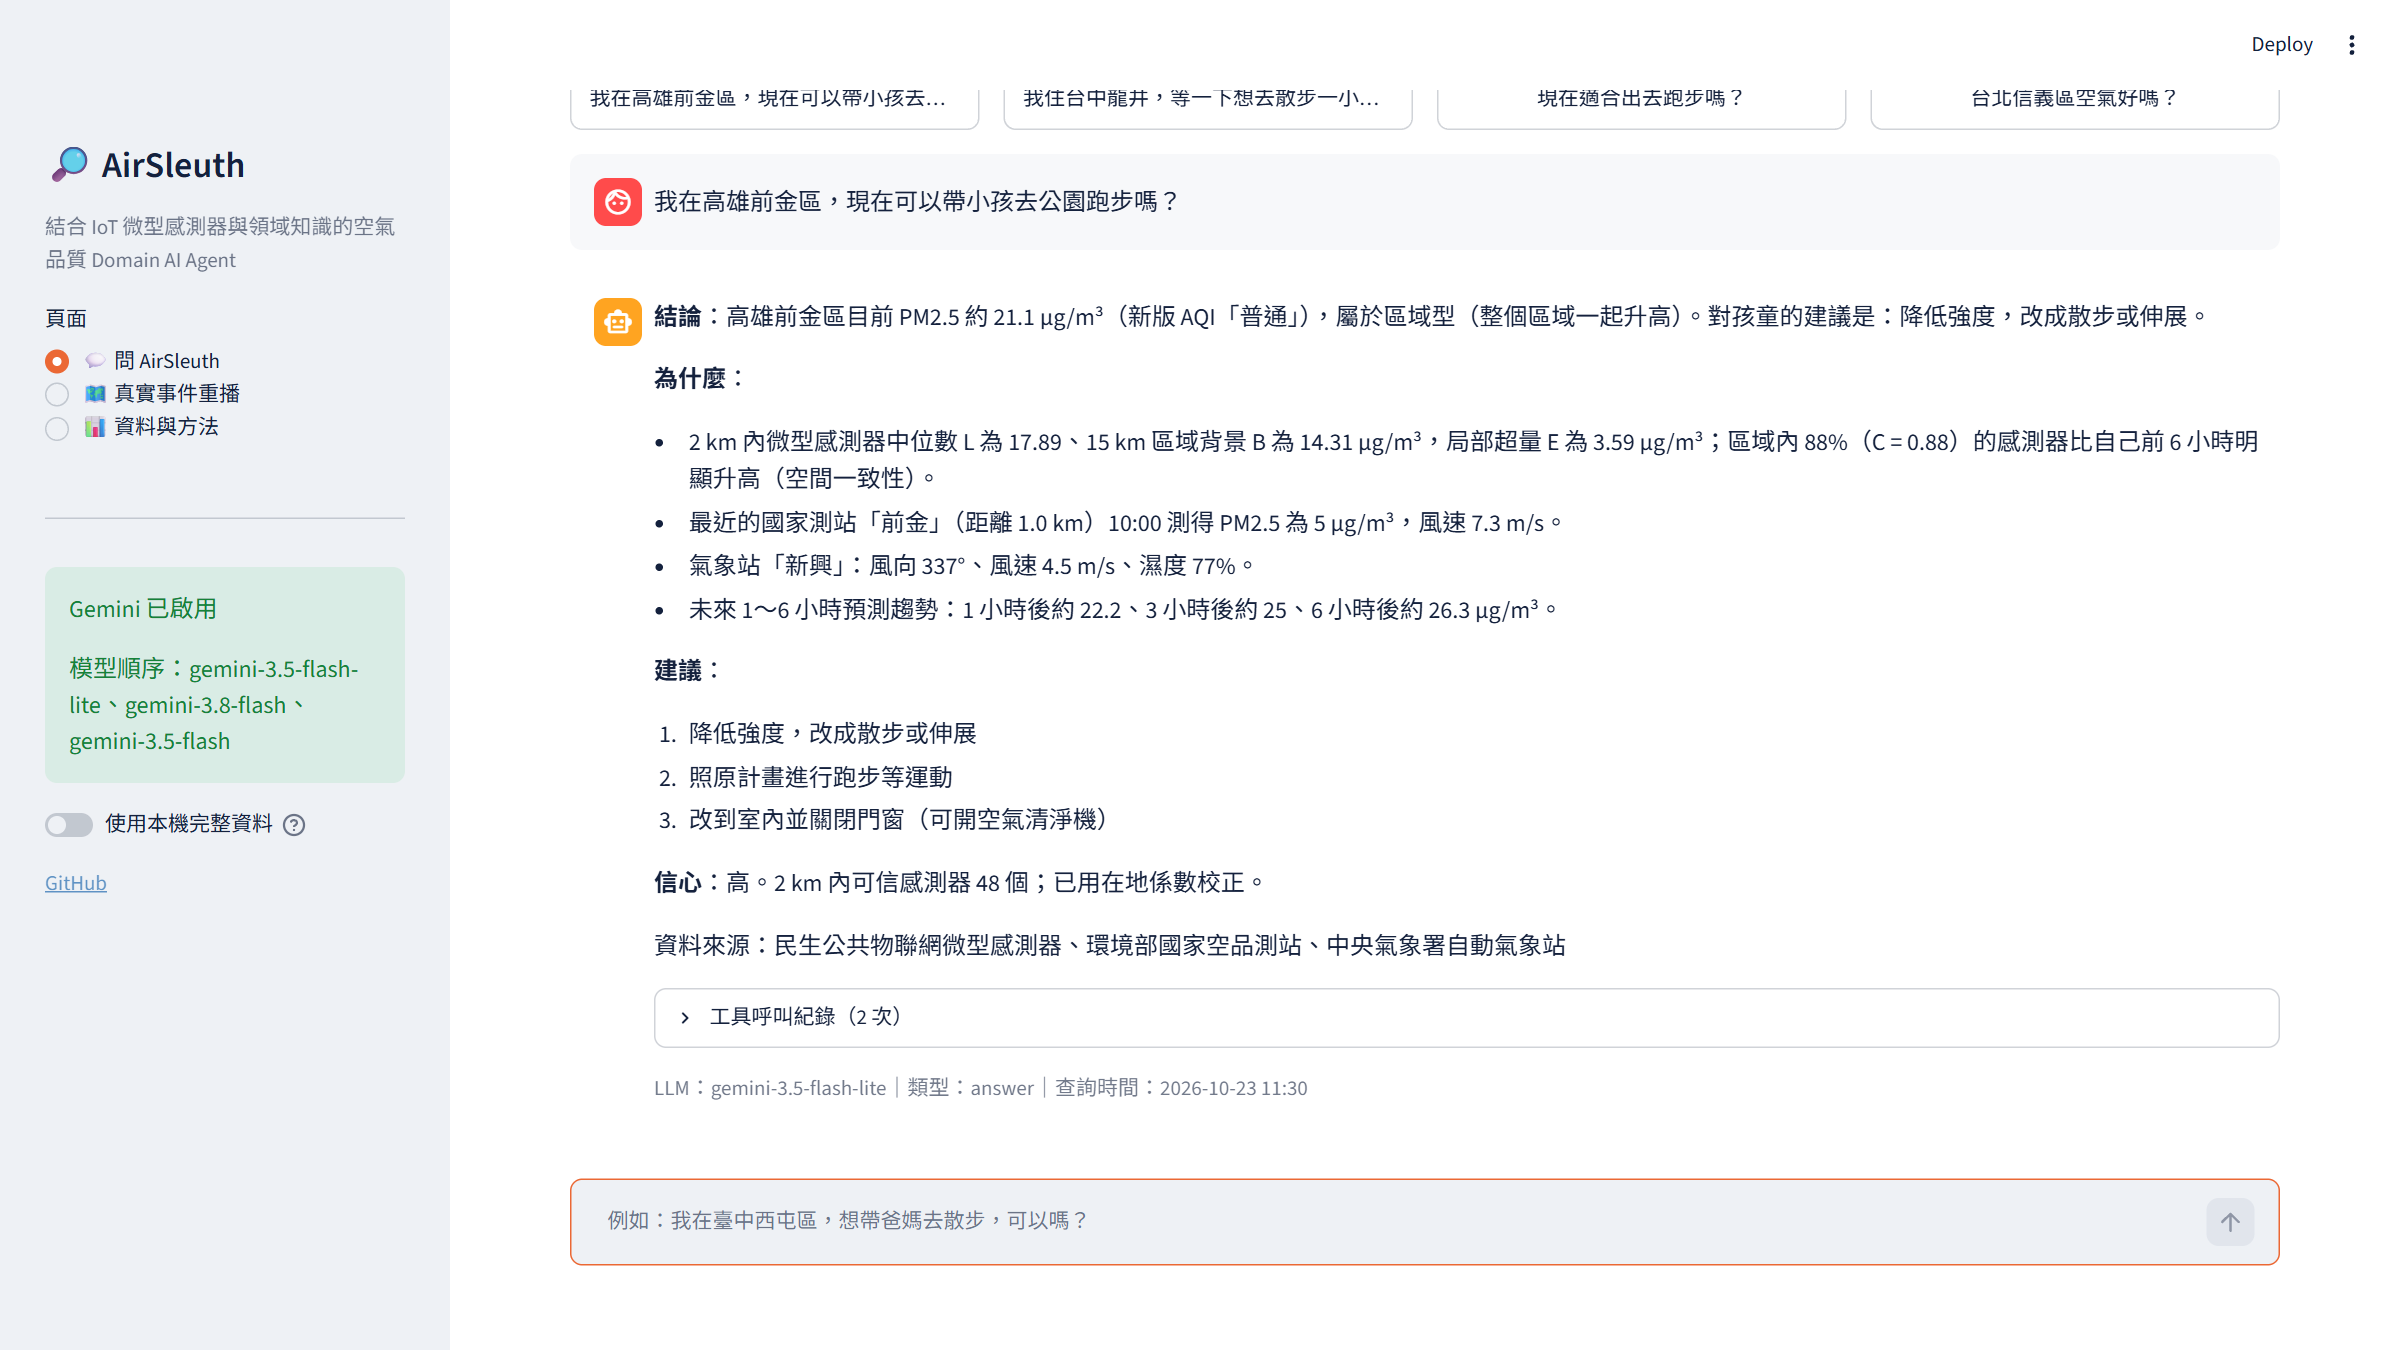 Deploy
AirSleuth
結合 IoT 微型感測器與領域知識的空氣
品質 Domain AI Agent
頁面
問 AirSleuth
真實事件重播
資料與方法
Gemini 已啟用
模型順序：gemini-3.5-flash-
lite、gemini-3.8-flash、
gemini-3.5-flash
使用本機完整資料
GitHub
我在高雄前金區，現在可以帶小孩去...
我住台中龍井，等一下想去散步一小...
現在適合出去跑步嗎？
台北信義區空氣好嗎？
我在高雄前金區，現在可以帶小孩去公園跑步嗎？
結論：高雄前金區目前 PM2.5 約 21.1 μg/m³（新版 AQI「普通」），屬於區域型（整個區域一起升高）。對孩童的建議是：降低強度，改成散步或伸展。
為什麼：
• 2 km 內微型感測器中位數 L 為 17.89、15 km 區域背景 B 為 14.31 μg/m³，局部超量 E 為 3.59 μg/m³；區域內 88%（C = 0.88）的感測器比自己前 6 小時明
顯升高（空間一致性）。
• 最近的國家測站「前金」（距離 1.0 km）10:00 測得 PM2.5 為 5 μg/m³，風速 7.3 m/s。
• 氣象站「新興」：風向 337°、風速 4.5 m/s、濕度 77%。
• 未來 1～6 小時預測趨勢：1 小時後約 22.2、3 小時後約 25、6 小時後約 26.3 μg/m³。
建議：
1. 降低強度，改成散步或伸展
2. 照原計畫進行跑步等運動
3. 改到室內並關閉門窗（可開空氣清淨機）
信心：高。2 km 內可信感測器 48 個；已用在地係數校正。
資料來源：民生公共物聯網微型感測器、環境部國家空品測站、中央氣象署自動氣象站
工具呼叫紀錄（2 次）
LLM：gemini-3.5-flash-lite｜類型：answer｜查詢時間：2026-10-23 11:30
例如：我在臺中西屯區，想帶爸媽去散步，可以嗎？